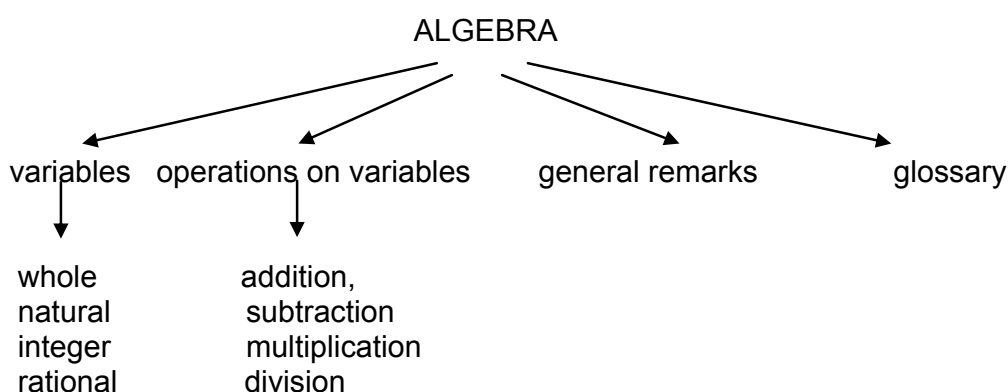 ALGEBRA
variables operations on variables general remarks glossary
whole addition,
natural subtraction
integer multiplication
rational division